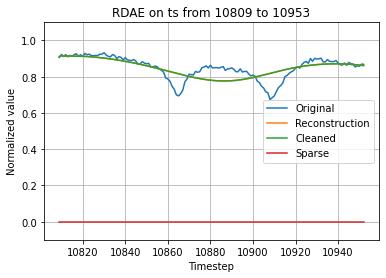 RDAE on ts from 10809 to 10953
Normalized value
1.0
0.8
0.6
0.4
0.2
0.0
Original
Reconstruction
Cleaned
Sparse
10820 10840 10860 10880 10900 10920 10940
Timestep